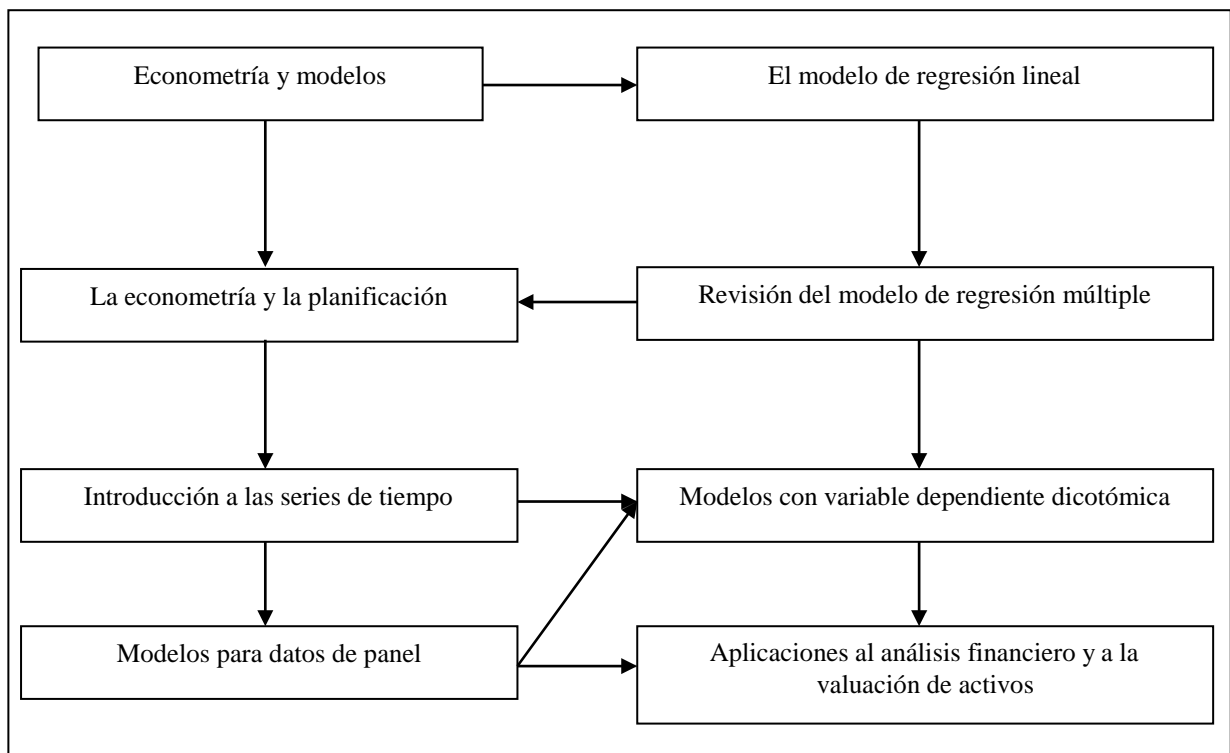 Econometría y modelos
El modelo de regresión lineal
La econometría y la planificación
Revisión del modelo de regresión múltiple
Introducción a las series de tiempo
Modelos con variable dependiente dicotómica
Modelos para datos de panel
Aplicaciones al análisis financiero y a la
valuación de activos